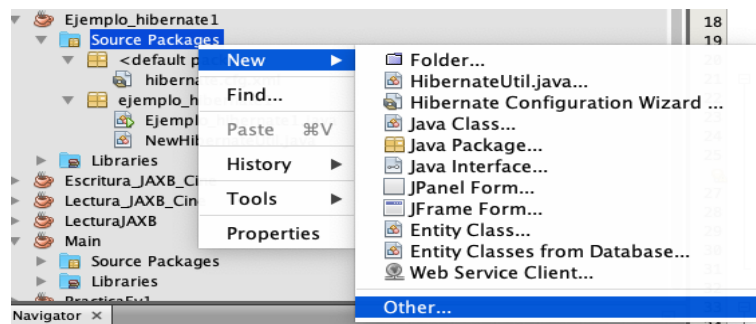 Ejemplo_hibernate1
Source Packages
<default p
hiberna
ejemplo_h
Ejempl
NewHib
Libraries
Escritura_JAXB_Ci
Lectura_JAXB_Cin
LecturaJAXB
Main
Source Packages
Libraries
PracticaEv1
Navigator ×
New
Find...
Paste ⌘V
History
Tools
Properties
Folder...
HibernateUtil.java...
Hibernate Configuration Wizard ...
Java Class...
Java Package...
Java Interface...
JPanel Form...
JFrame Form...
Entity Class...
Entity Classes from Database...
Web Service Client...
Other...
18
19